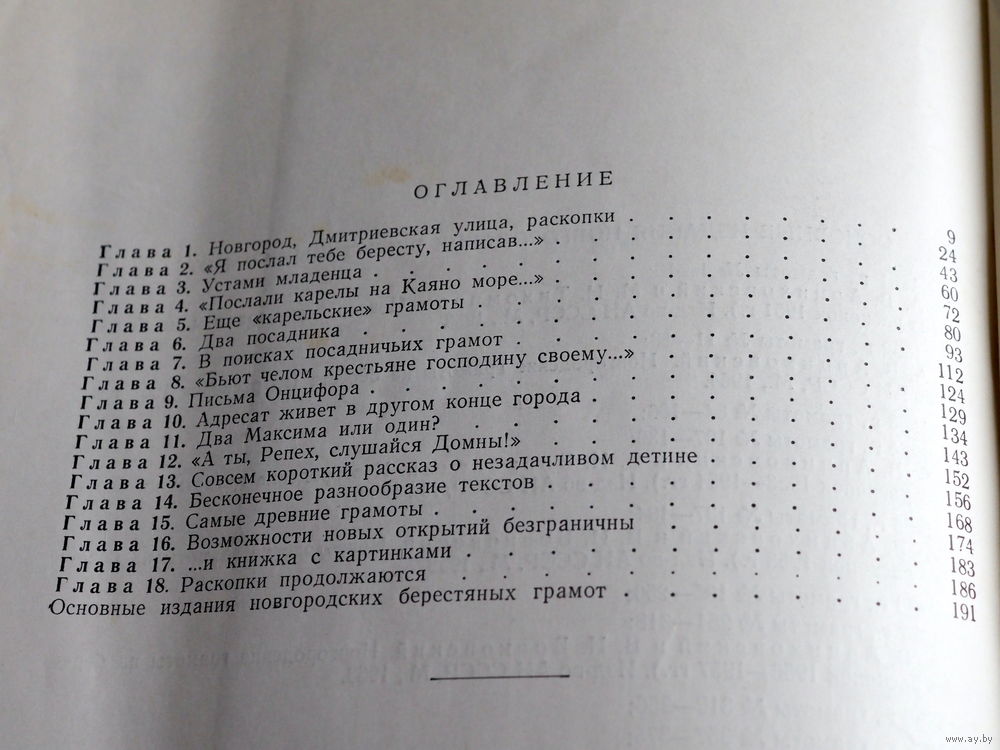 ОГЛАВЛЕНИЕ
Глава 1. Новгород, Дмитриевская улица, раскопки . . . . . . . 9
Глава 2. «Я послал тебе бересту, написав...» . . . . . . . . . 24
Глава 3. Устами младенца . . . . . . . . . . . . . . 43
Глава 4. «Послали карелы на Каяно море...» . . . . . . . . . 60
Глава 5. Еще «карельские» грамоты . . . . . . . . . . . 72
Глава 6. Два посадника . . . . . . . . . . . . . . 80
Глава 7. В поисках посадничьих грамот . . . . . . . . . . 93
Глава 8. «Бьют челом крестьяне господину своему...» . . . . . . . 112
Глава 9. Письма Онцифора . . . . . . . . . . . . . . 124
Глава 10. Адресат живет в другом конце города . . . . . . . . 129
Глава 11. Два Максима или один? . . . . . . . . . . . . 134
Глава 12. «А ты, Репех, слушайся Домны!» . . . . . . . . . . 143
Глава 13. Совсем короткий рассказ о незадачливом детине . . . . . . 152
Глава 14. Бесконечное разнообразие текстов . . . . . . . . . 156
Глава 15. Самые древние грамоты . . . . . . . . . . . . 168
Глава 16. Возможности новых открытий безграничны . . . . . . . 174
Глава 17. ...и книжка с картинками . . . . . . . . . . . . 183
Глава 18. Раскопки продолжаются . . . . . . . . . . . . 186
Основные издания новгородских берестяных грамот . . . . . . . . 191
www.ay.by